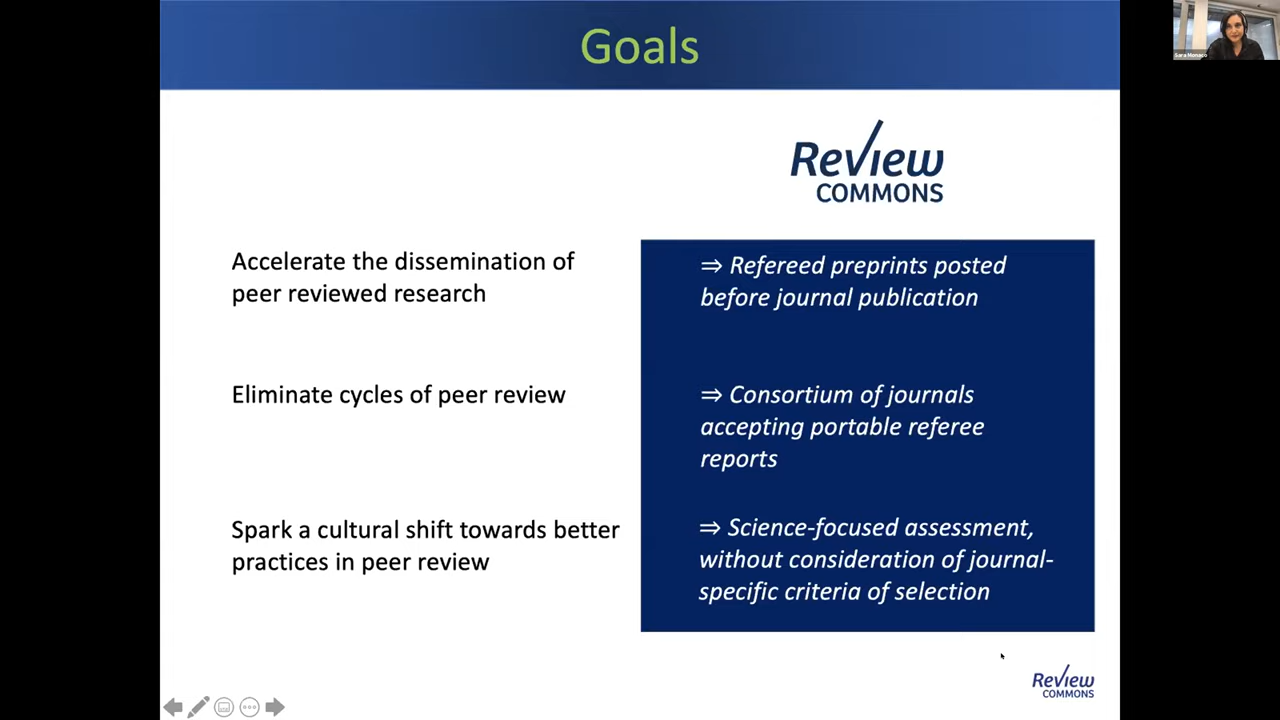 Goals
Sara Monaco
Review
COMMONS
Accelerate the dissemination of
peer reviewed research
⇒ Refereed preprints posted
before journal publication
Eliminate cycles of peer review
⇒ Consortium of journals
accepting portable referee
reports
Spark a cultural shift towards better
practices in peer review
⇒ Science-focused assessment,
without consideration of journal-
specific criteria of selection
Review
COMMONS